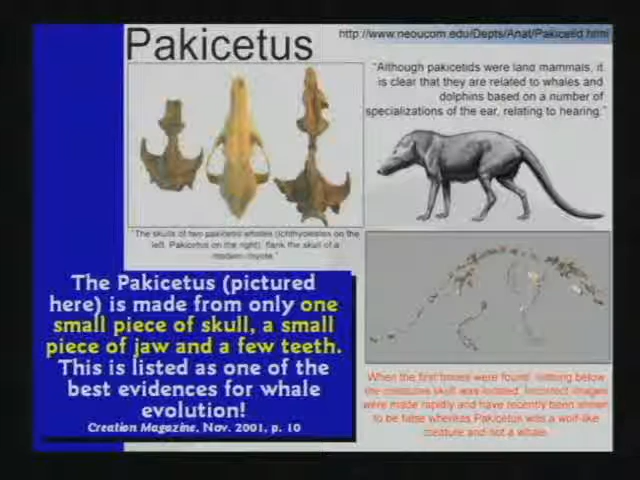 Pakicetus
http://www.neoucom.edu/Depts/Anat/Pakicetid.html
"Although pakicetids were land mammals, it
is clear that they are related to whales and
dolphins based on a number of
specializations of the ear, relating to hearing."
"The skulls of two pakicetid whales (Ichthyolestes on the
left, Pakicetus on the right), flank the skull of a
modern coyote."
The Pakicetus (pictured
here) is made from only one
small piece of skull, a small
piece of jaw and a few teeth.
This is listed as one of the
best evidences for whale
evolution!
Creation Magazine, Nov. 2001, p. 10
When the first bones were found, nothing below
the creatures skull was located. Incorrect images
were made rapidly and have recently been shown
to be false whereas Pakicetus was a wolf-like
creature and not a whale.